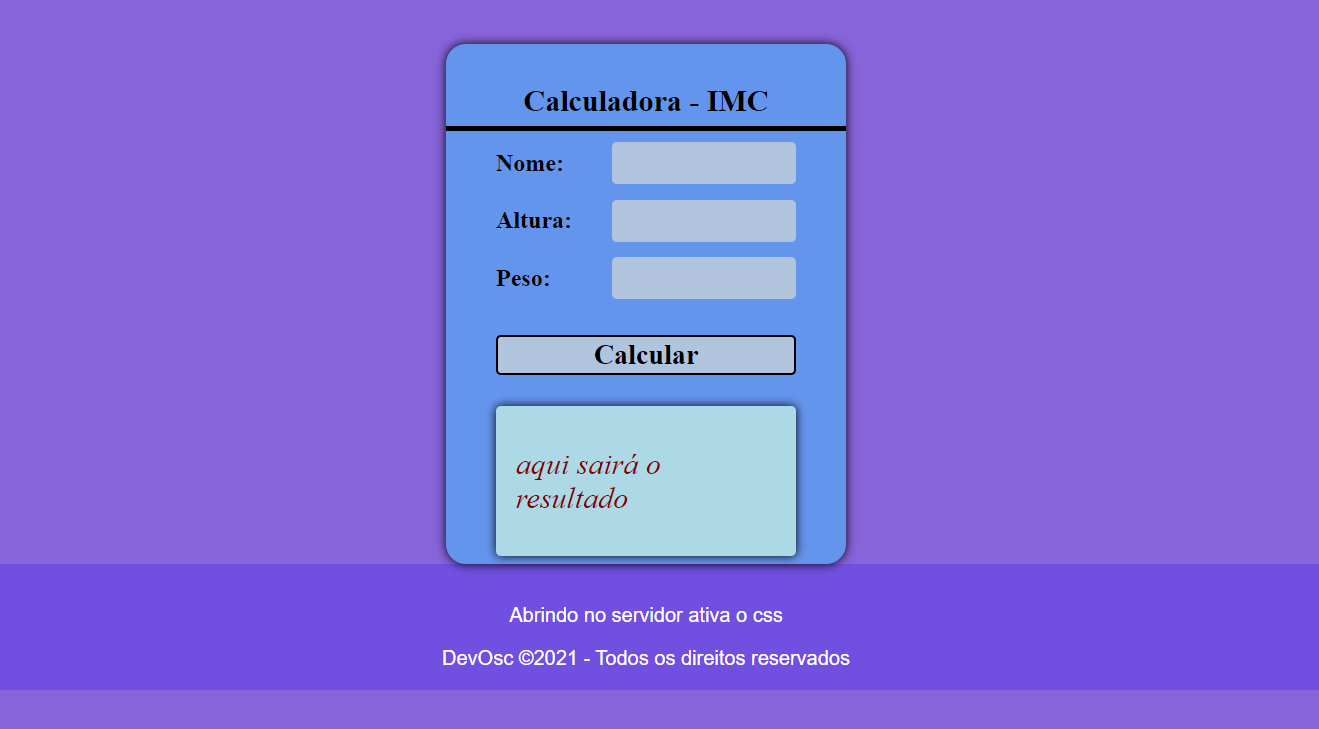 Calculadora - IMC
Nome:
Altura:
Peso:
Calcular
aqui sairá o
resultado
Abrindo no servidor ativa o css
DevOsc ©2021 - Todos os direitos reservados